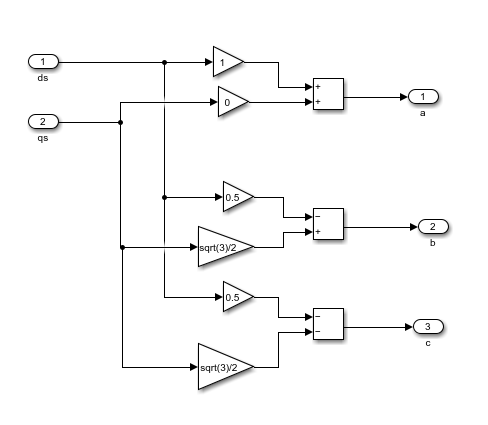 1
ds
1
+
0
+
1
a
2
qs
0.5
−
sqrt(3)/2
+
2
b
0.5
−
sqrt(3)/2
−
3
c